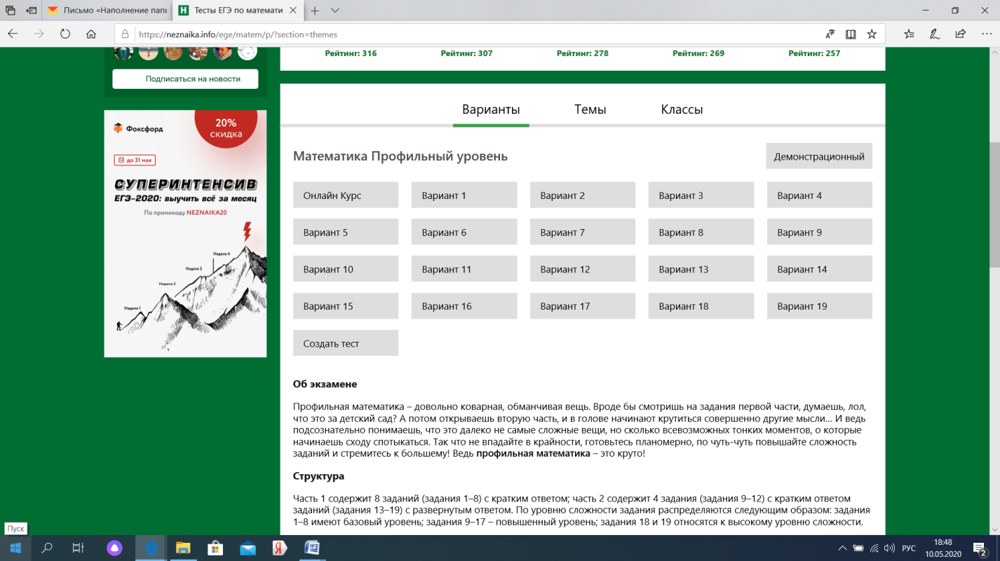 Письмо «Наполнение пап
Тесты ЕГЭ по математи
https://neznaika.info/ege/matem/p/?section=themes
Рейтинг: 316
Рейтинг: 307
Рейтинг: 278
Рейтинг: 269
Рейтинг: 257
Подписаться на новости
Фоксфорд
20%
скидка
до 31 мая
СУПЕРИНТЕНСИВ
ЕГЭ-2020: выучить всё за месяц
По промокоду NEZNAIKA20
Неделя 4
Неделя 3
Неделя 2
Неделя 1
Варианты
Темы
Классы
Математика Профильный уровень
Демонстрационный
Онлайн Курс
Вариант 1
Вариант 2
Вариант 3
Вариант 4
Вариант 5
Вариант 6
Вариант 7
Вариант 8
Вариант 9
Вариант 10
Вариант 11
Вариант 12
Вариант 13
Вариант 14
Вариант 15
Вариант 16
Вариант 17
Вариант 18
Вариант 19
Создать тест
Об экзамене
Профильная математика – довольно коварная, обманчивая вещь. Вроде бы смотришь на задания первой части, думаешь, лол,
что это за детский сад? А потом открываешь вторую часть, и в голове начинают крутиться совершенно другие мысли... И ведь
подсознательно понимаешь, что это далеко не самые сложные вещи, но сколько всевозможных тонких моментов, о которые
начинаешь сходу спотыкаться. Так что не впадайте в крайности, готовьтесь планомерно, по чуть-чуть повышайте сложность
заданий и стремитесь к большему! Ведь профильная математика – это круто!
Структура
Часть 1 содержит 8 заданий (задания 1–8) с кратким ответом; часть 2 содержит 4 задания (задания 9–12) с кратким ответом
заданий (задания 13–19) с развернутым ответом. По уровню сложности задания распределяются следующим образом: задания
1–8 имеют базовый уровень; задания 9–17 – повышенный уровень; задания 18 и 19 относятся к высокому уровню сложности.
Пуск
РУС
18:48
10.05.2020
2